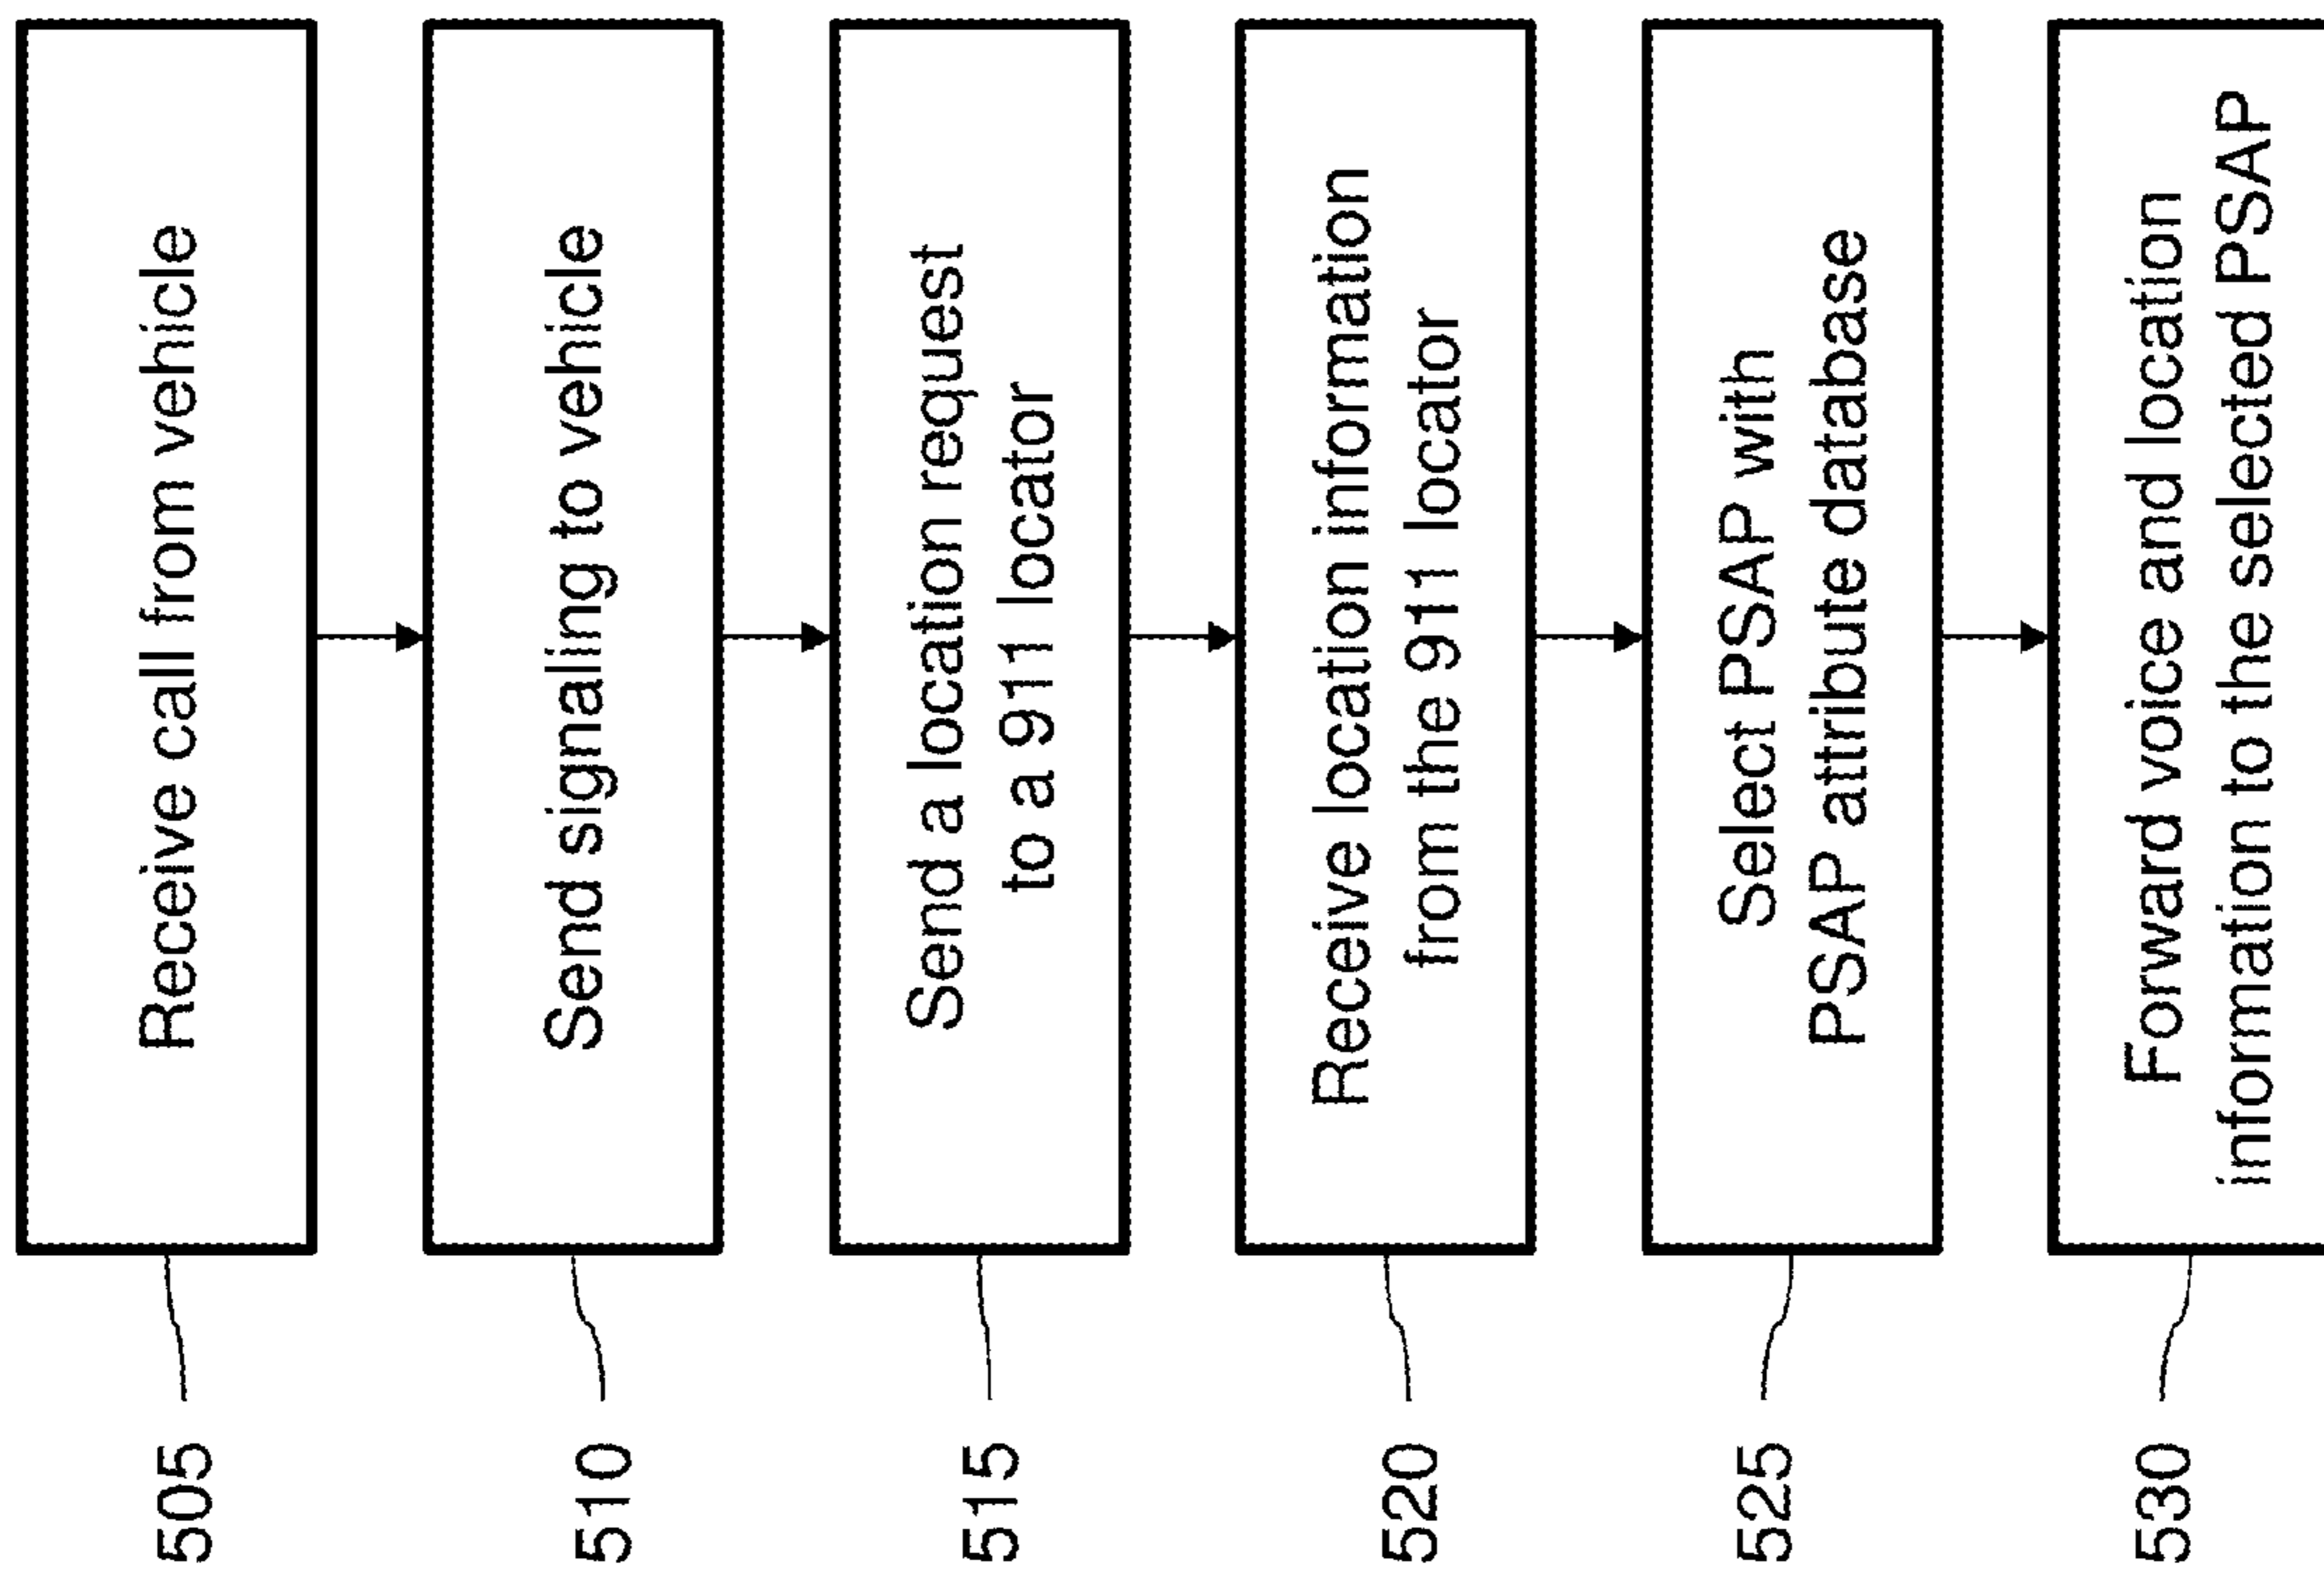 505
Receive call from vehicle
510
Send signaling to vehicle
515
Send a location request
to a 911 locator
520
Receive location information
from the 911 locator
525
Select PSAP with
PSAP attribute database
530
Forward voice and location
information to the selected PSAP